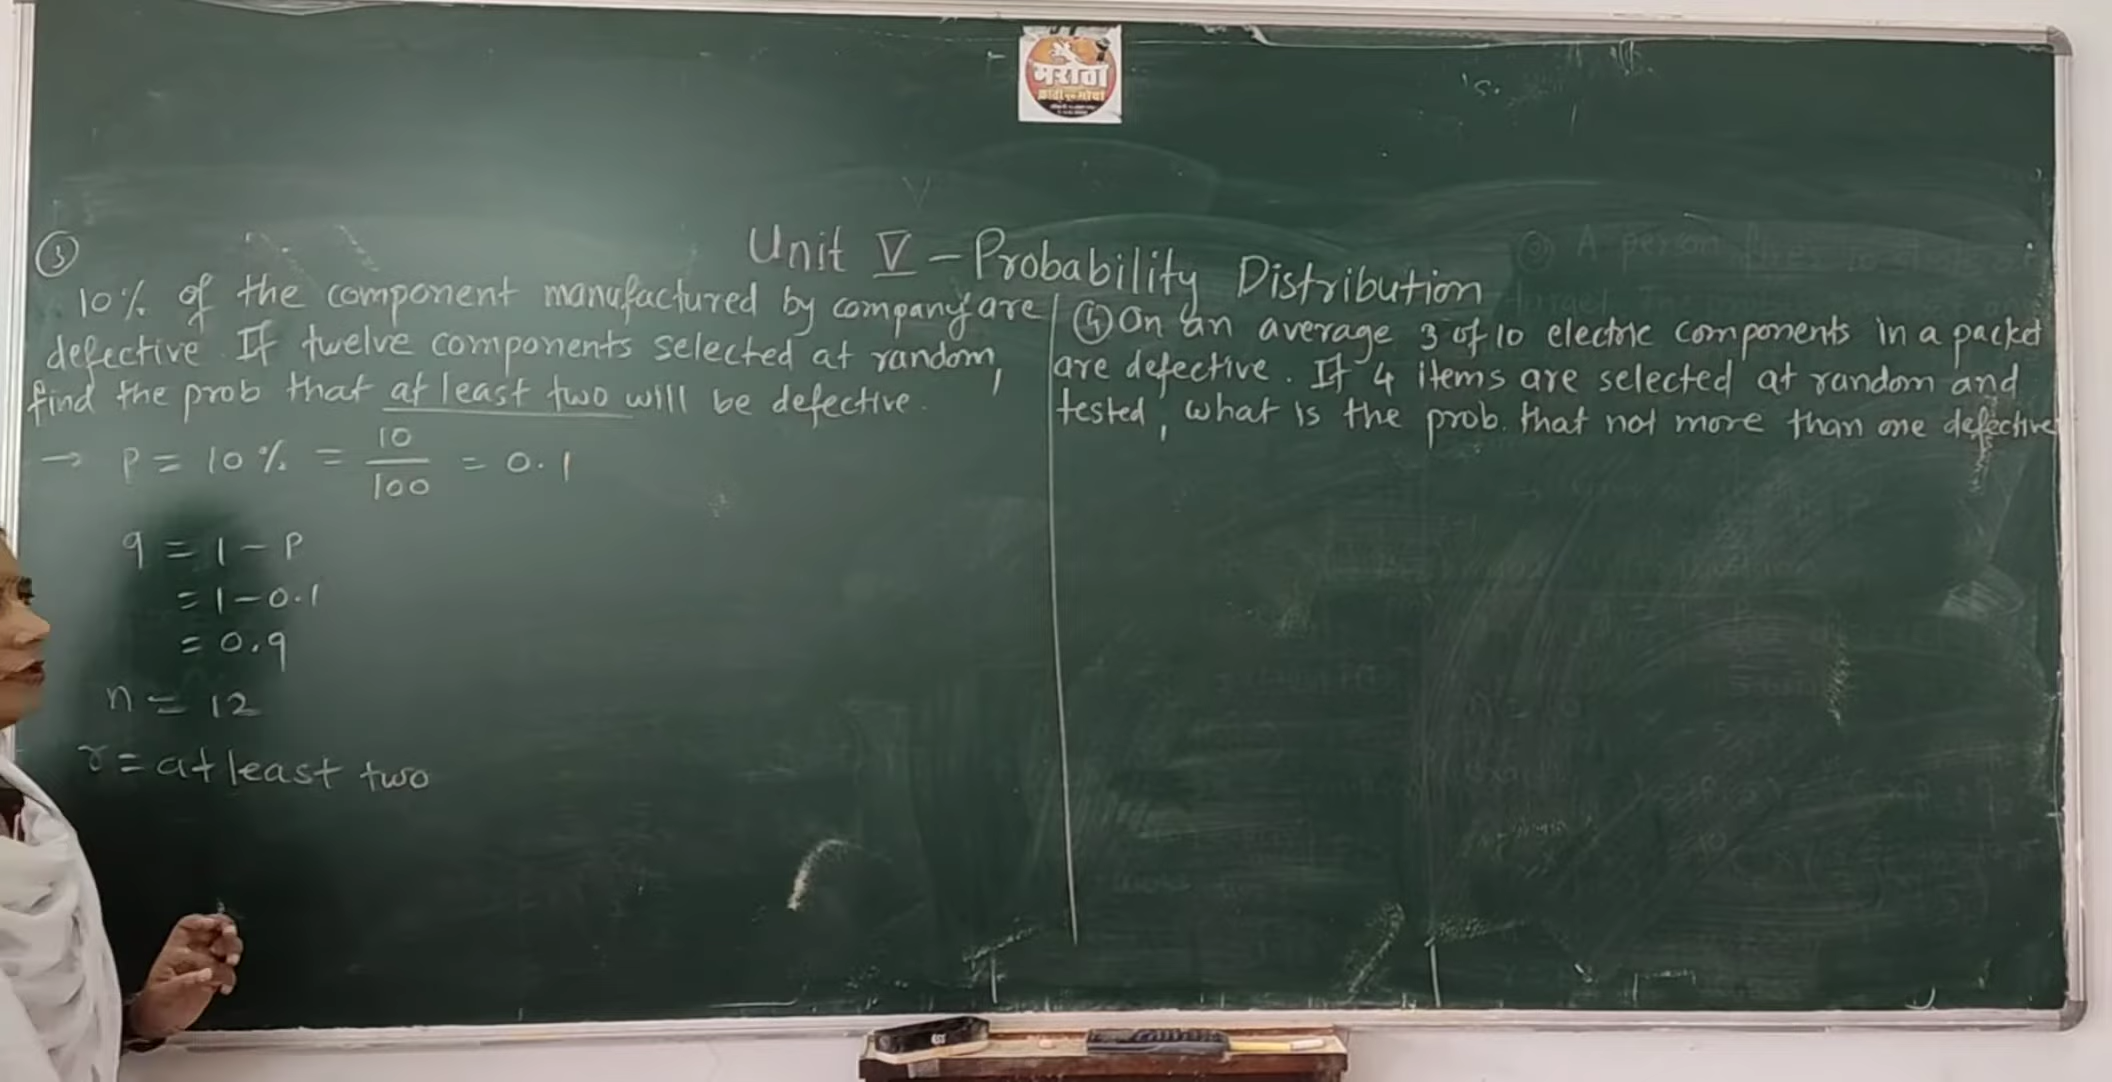 मराठा
Unit V - Probability Distribution
③
10% of the component manufactured by company are
defective. If twelve components selected at random,
find the prob that at least two will be defective.
→ P = 10% = 10/100 = 0.1
q = 1 - P
= 1 - 0.1
= 0.9
n = 12
r = at least two
④ On an average 3 of 10 electric components in a packet
are defective. If 4 items are selected at random and
tested, what is the prob. that not more than one defective